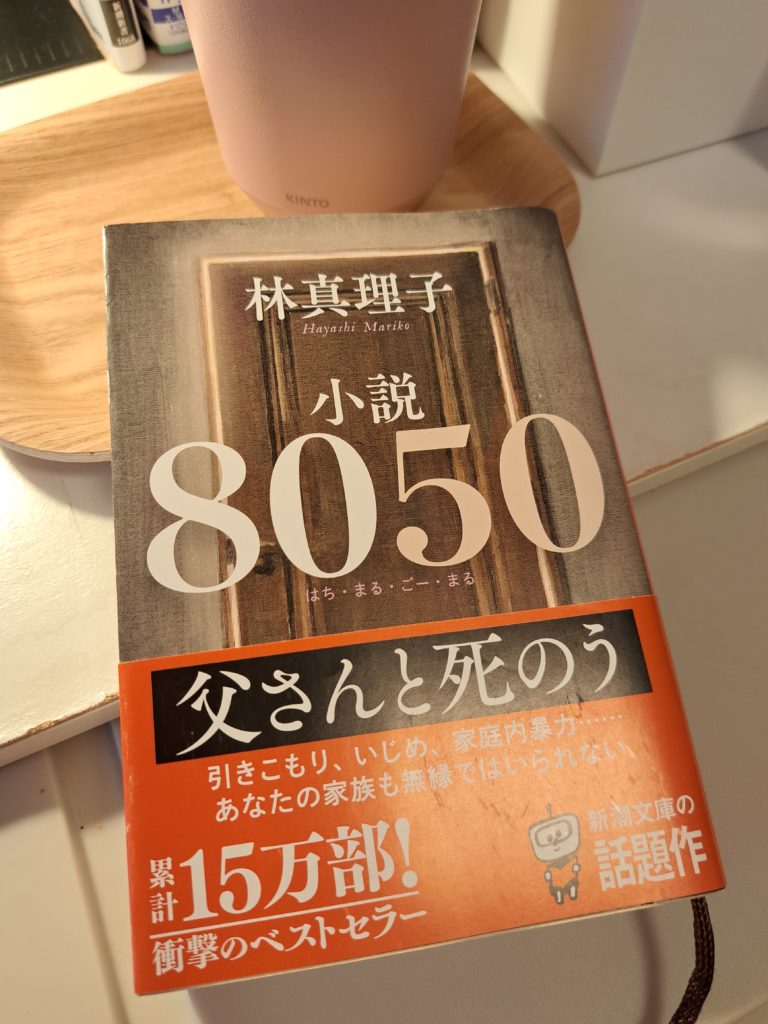 KINTO
林真理子
Hayashi Mariko
小説
8050
はち・まる・ごー・まる
父さんと死のう
引きこもり、いじめ、家庭内暴力……
あなたの家族も無縁ではいられない。
累計15万部!
衝撃のベストセラー
新潮文庫の
話題作